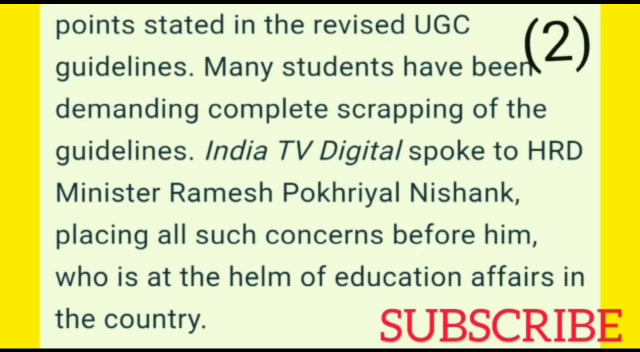 points stated in the revised UGC
(2)
guidelines. Many students have been
demanding complete scrapping of the
guidelines. India TV Digital spoke to HRD
Minister Ramesh Pokhriyal Nishank,
placing all such concerns before him,
who is at the helm of education affairs in
the country.
SUBSCRIBE